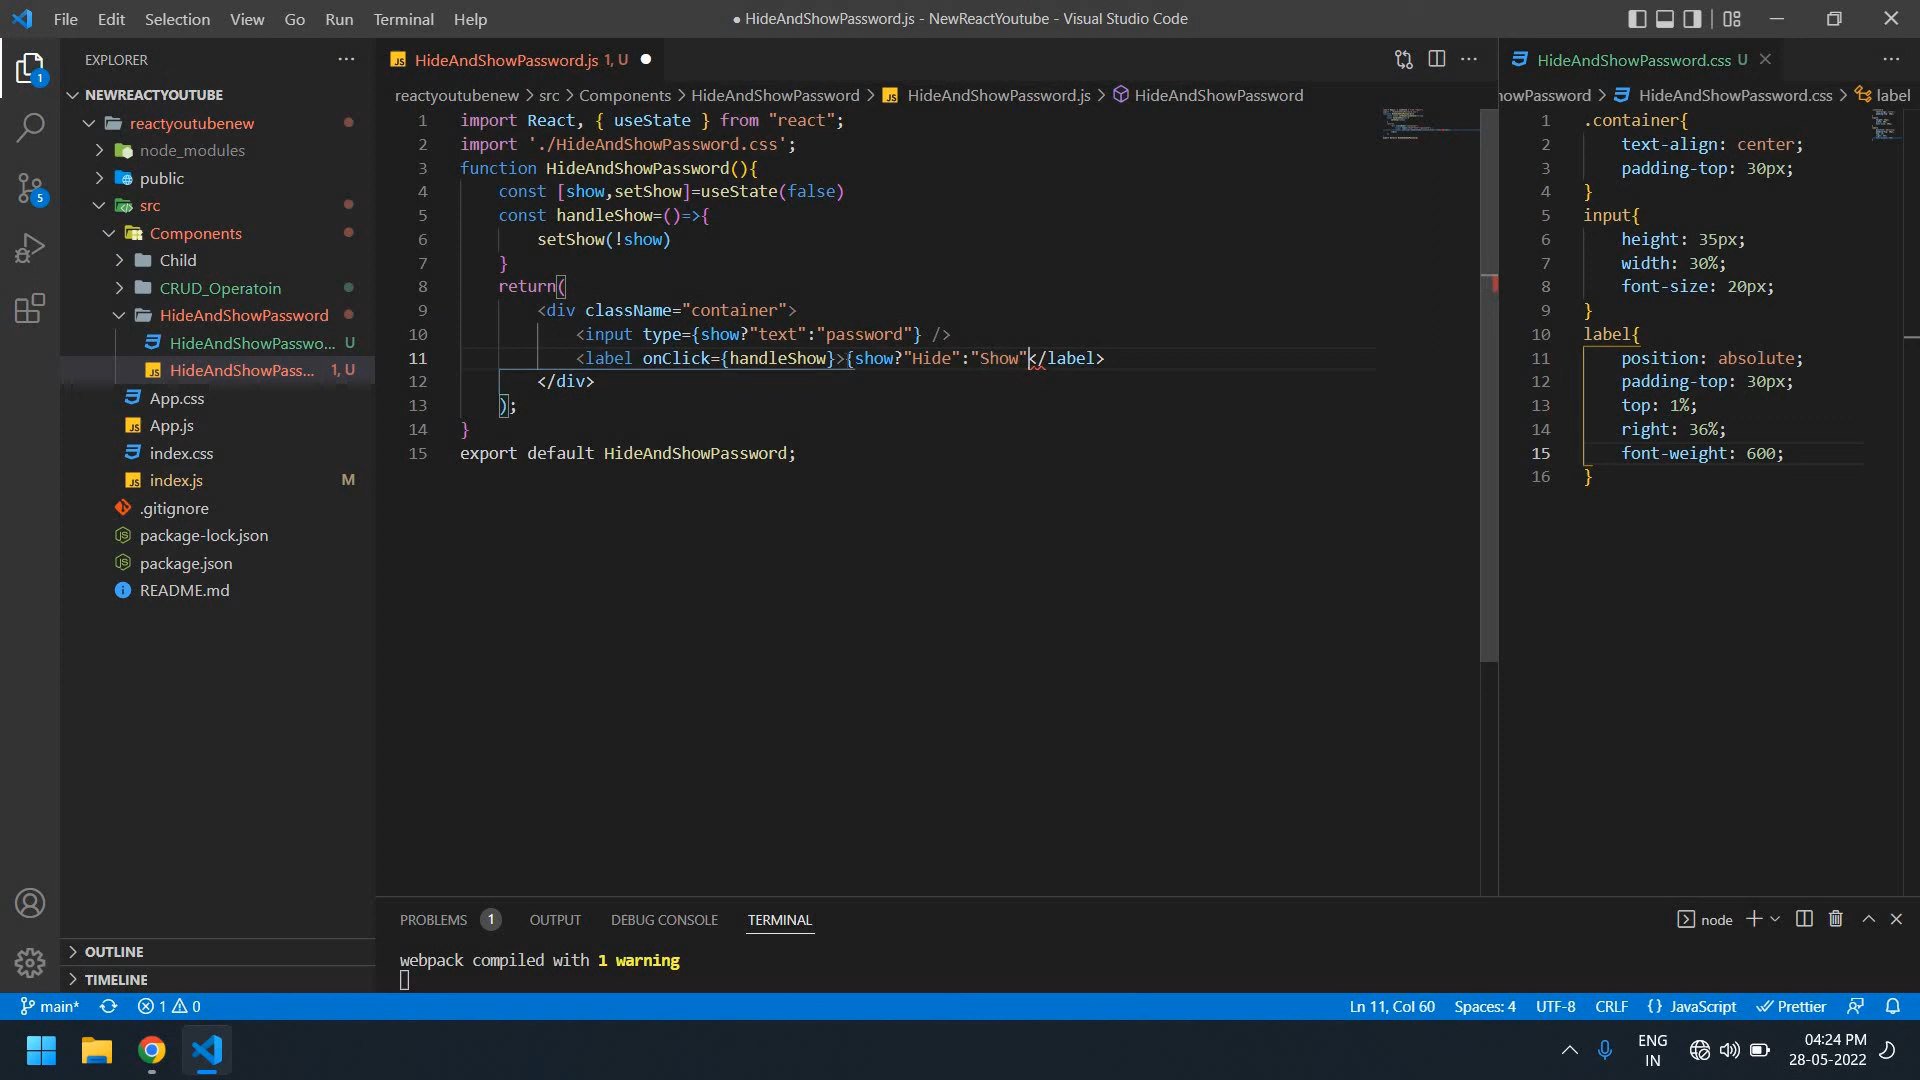 File Edit Selection View Go Run Terminal Help
● HideAndShowPassword.js - NewReactYoutube - Visual Studio Code
EXPLORER
1
5
NEWREACTYOUTUBE
reactyoutubenew
node_modules
public
src
Components
Child
CRUD_Operatoin
HideAndShowPassword
HideAndShowPasswo... U
HideAndShowPass... 1, U
App.css
App.js
index.css
index.js M
.gitignore
package-lock.json
package.json
README.md
OUTLINE
TIMELINE
HideAndShowPassword.js 1, U
reactyoutubenew > src > Components > HideAndShowPassword > HideAndShowPassword.js > HideAndShowPassword
1 import React, { useState } from "react";
2 import './HideAndShowPassword.css';
3 function HideAndShowPassword(){
4 const [show,setShow]=useState(false)
5 const handleShow=()=>{
6 setShow(!show)
7 }
8 return(
9 <div className="container">
10 <input type={show?"text":"password"} />
11 <label onClick={handleShow}>{show?"Hide":"Show"</label>
12 </div>
13 );
14 }
15 export default HideAndShowPassword;
HideAndShowPassword.css U
howPassword > HideAndShowPassword.css > label
1 .container{
2 text-align: center;
3 padding-top: 30px;
4 }
5 input{
6 height: 35px;
7 width: 30%;
8 font-size: 20px;
9 }
10 label{
11 position: absolute;
12 padding-top: 30px;
13 top: 1%;
14 right: 36%;
15 font-weight: 600;
16 }
PROBLEMS 1 OUTPUT DEBUG CONSOLE TERMINAL
node
webpack compiled with 1 warning
main* 1 0
Ln 11, Col 60 Spaces: 4 UTF-8 CRLF {} JavaScript Prettier
ENG
IN
04:24 PM
28-05-2022